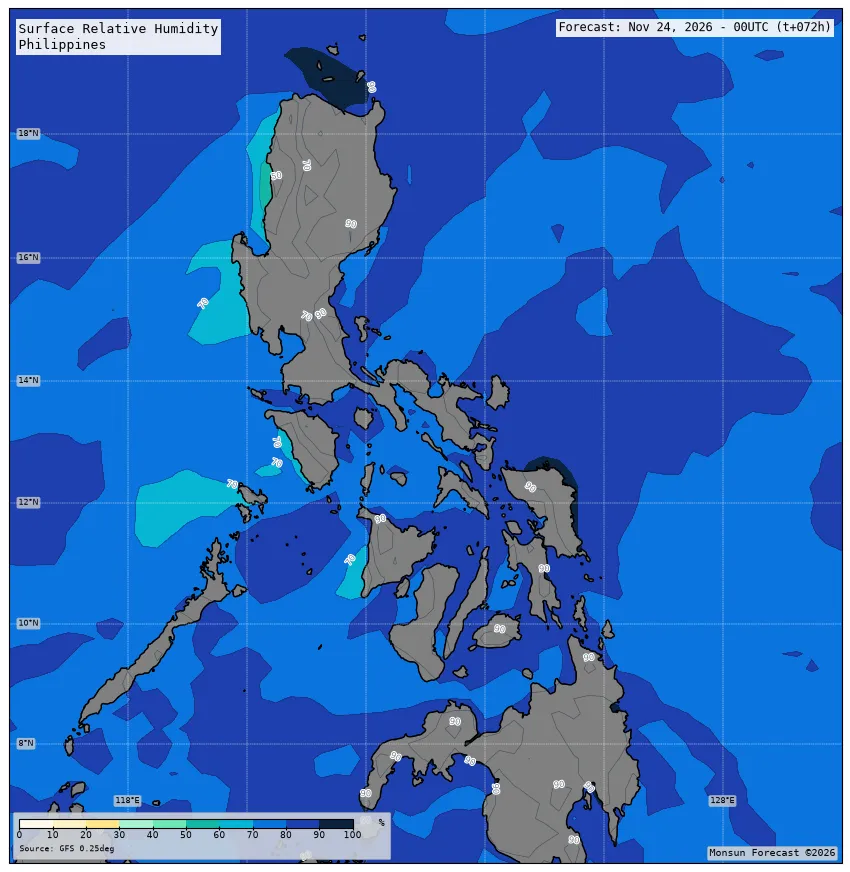 Surface Relative Humidity
Philippines
Forecast: Nov 24, 2026 - 00UTC (t+072h)
90
18°N
70
50
90
16°N
70
70 90
14°N
70
70
70
90
12°N
90
70
90
10°N
90
90
90
8°N
90
90
90
90
90
118°E
128°E
90
0 10 20 30 40 50 60 70 80 90 100 %
Source: GFS 0.25deg
Monsun Forecast ©2026